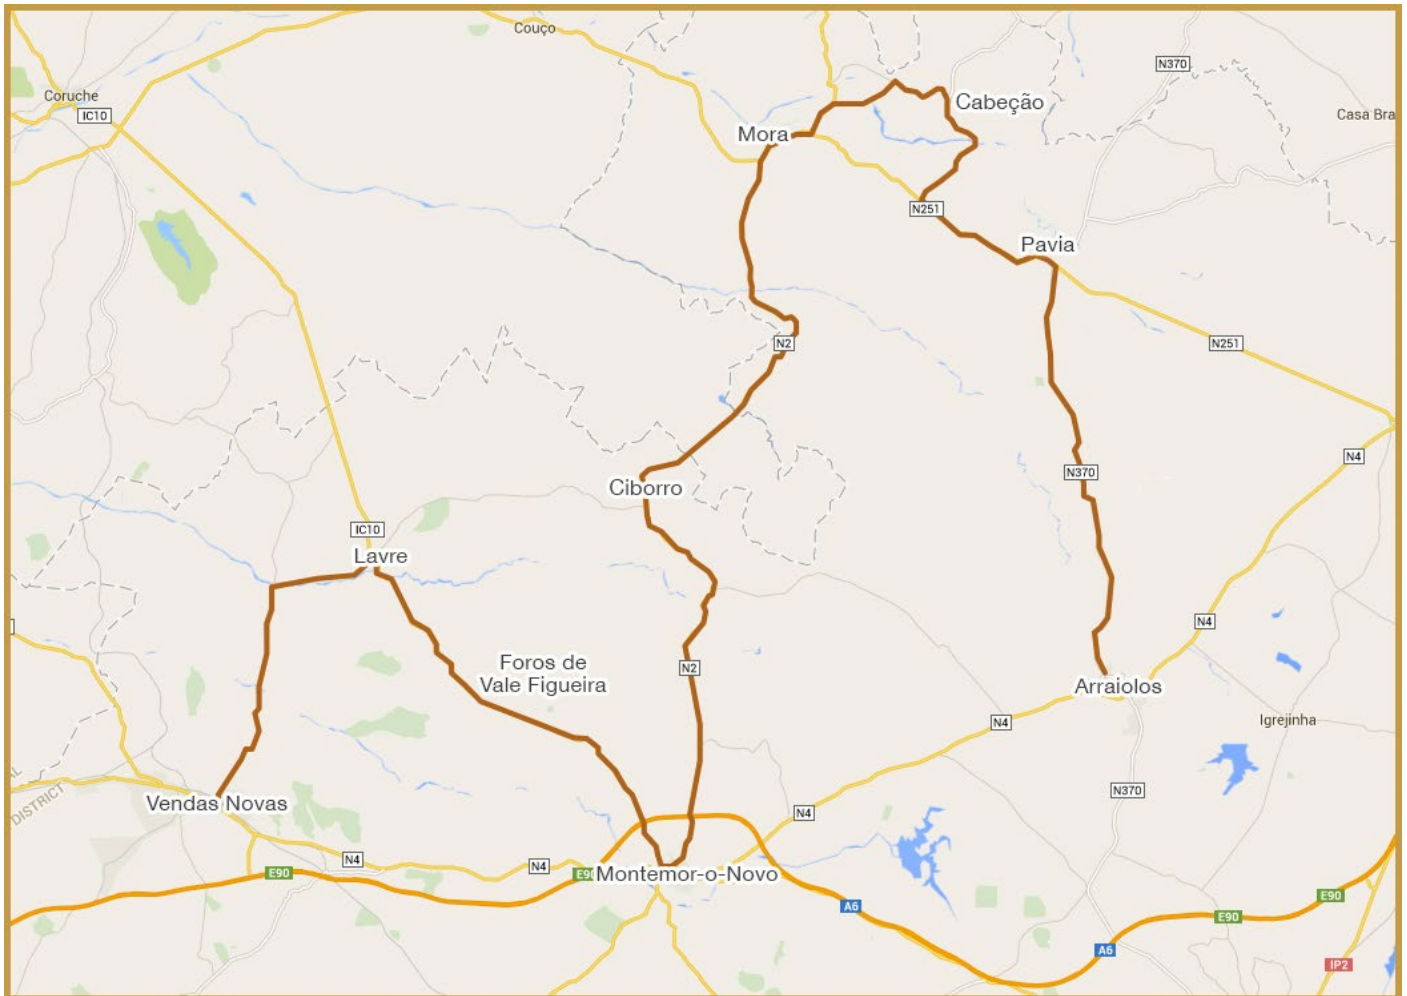 Couço
N370
Coruche
IC10
Cabeção
Casa Bra
Mora
N251
Pavia
N2
N251
N4
N370
Ciborro
IC10
Lavre
N4
Foros de
Vale Figueira
N2
Arraiolos
N4
Igrejinha
DISTRICT
N370
Vendas Novas
N4
N4
N4
E90
E90
Montemor-o-Novo
A6
E90
E90
A6
IP2